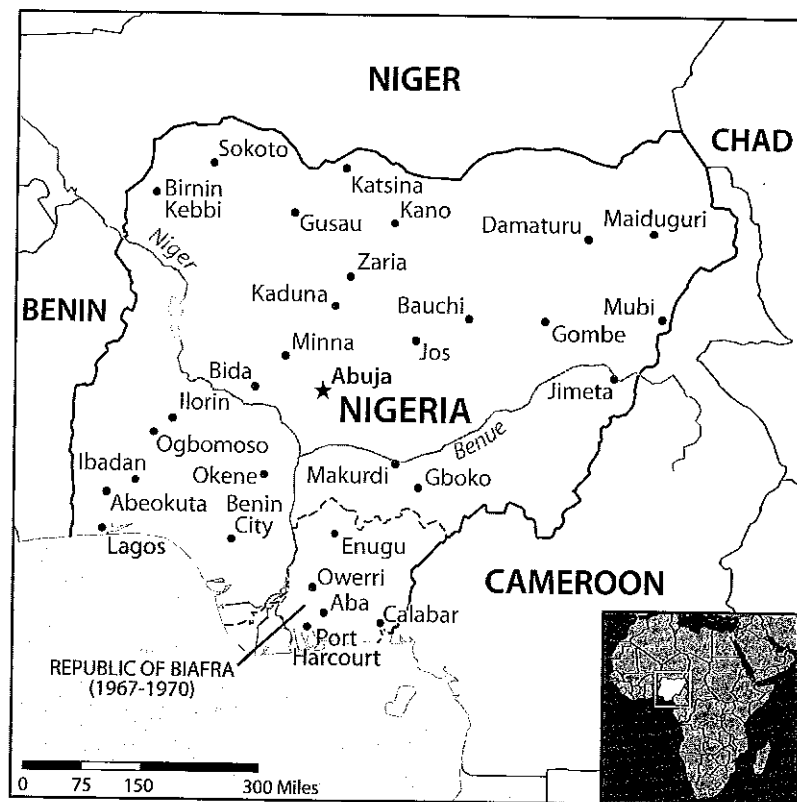 NIGER
CHAD
Sokoto
Katsina
Birnin
Kebbi
Gusau
Kano
Damaturu
Maiduguri
Niger
Zaria
BENIN
Kaduna
Bauchi
Mubi
Gombe
Minna
Jos
Bida
Abuja
Jimeta
Ilorin
NIGERIA
Benue
Ogbomoso
Ibadan
Okene
Makurdi
Gboko
Abeokuta
Benin
City
Lagos
Enugu
CAMEROON
Owerri
Aba
Calabar
Port
Harcourt
REPUBLIC OF BIAFRA
(1967-1970)
0 75 150 300 Miles